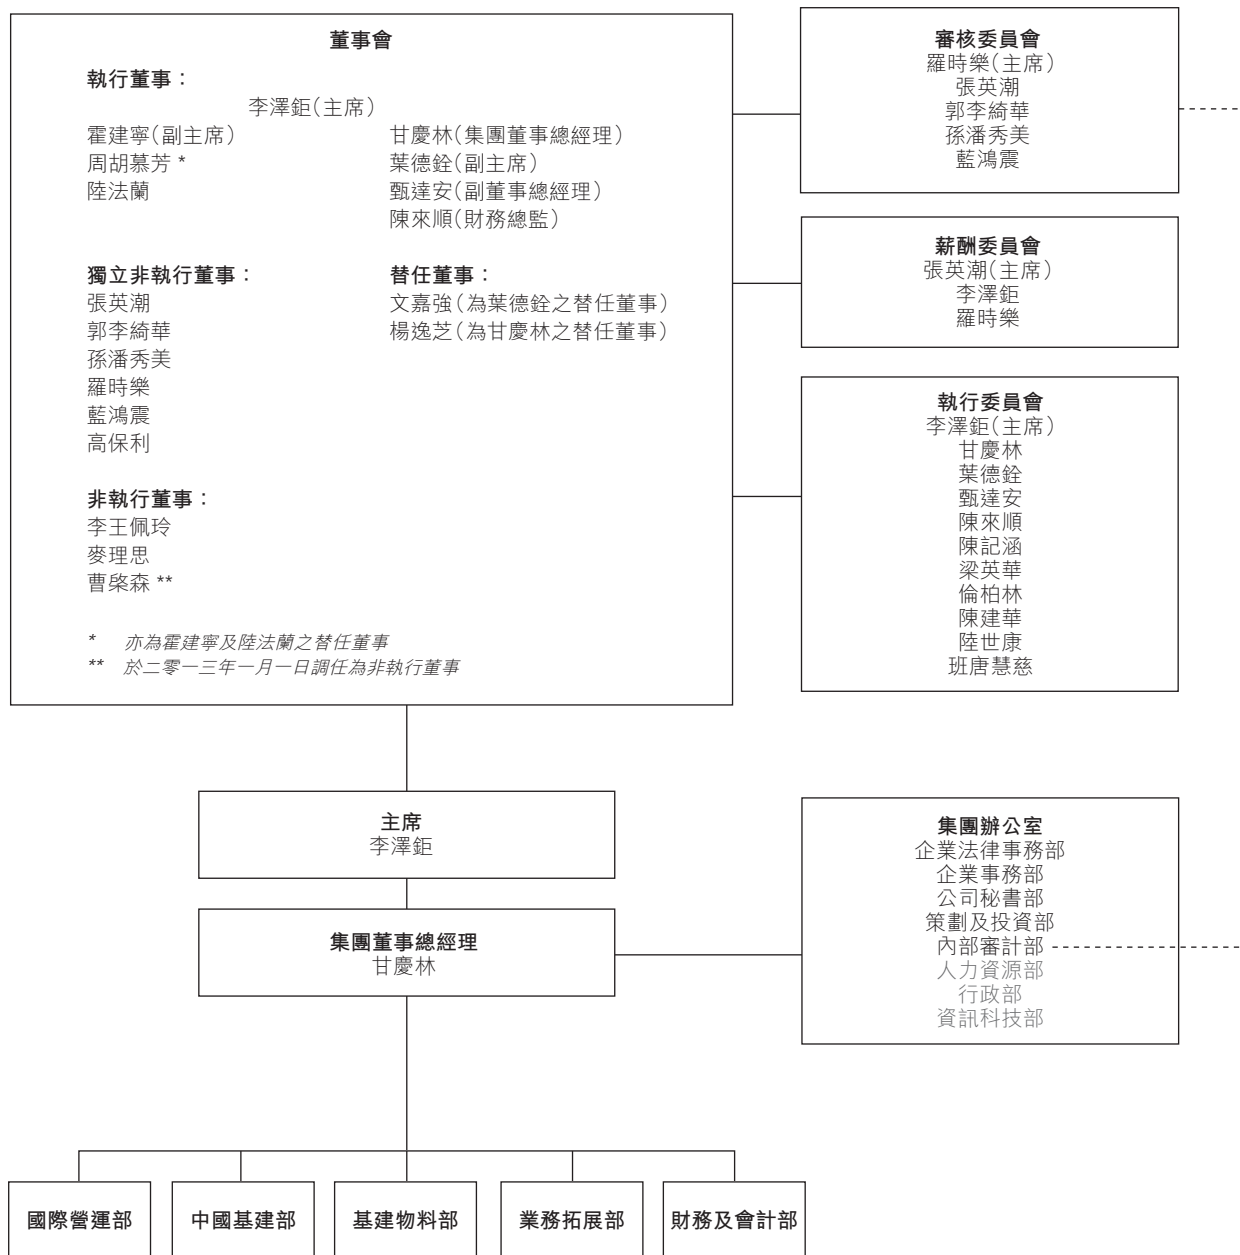 董事會
執行董事：
李澤鉅（主席）
霍建寧（副主席）
甘慶林（集團董事總經理）
周胡慕芳 *
葉德銓（副主席）
陸法蘭
甄達安（副董事總經理）
陳來順（財務總監）
獨立非執行董事：
替任董事：
張英潮
文嘉強（為葉德銓之替任董事）
郭李綺華
楊逸芝（為甘慶林之替任董事）
孫潘秀美
羅時樂
藍鴻震
高保利
非執行董事：
李王佩玲
麥理思
曹棨森 **
* 亦為霍建寧及陸法蘭之替任董事
** 於二零一三年一月一日調任為非執行董事
審核委員會
羅時樂（主席）
張英潮
郭李綺華
孫潘秀美
藍鴻震
薪酬委員會
張英潮（主席）
李澤鉅
羅時樂
執行委員會
李澤鉅（主席）
甘慶林
葉德銓
甄達安
陳來順
陳記涵
梁英華
倫柏林
陳建華
陸世康
班唐慧慈
主席
李澤鉅
集團董事總經理
甘慶林
集團辦公室
企業法律事務部
企業事務部
公司秘書部
策劃及投資部
內部審計部
人力資源部
行政部
資訊科技部
國際營運部
中國基建部
基建物料部
業務拓展部
財務及會計部